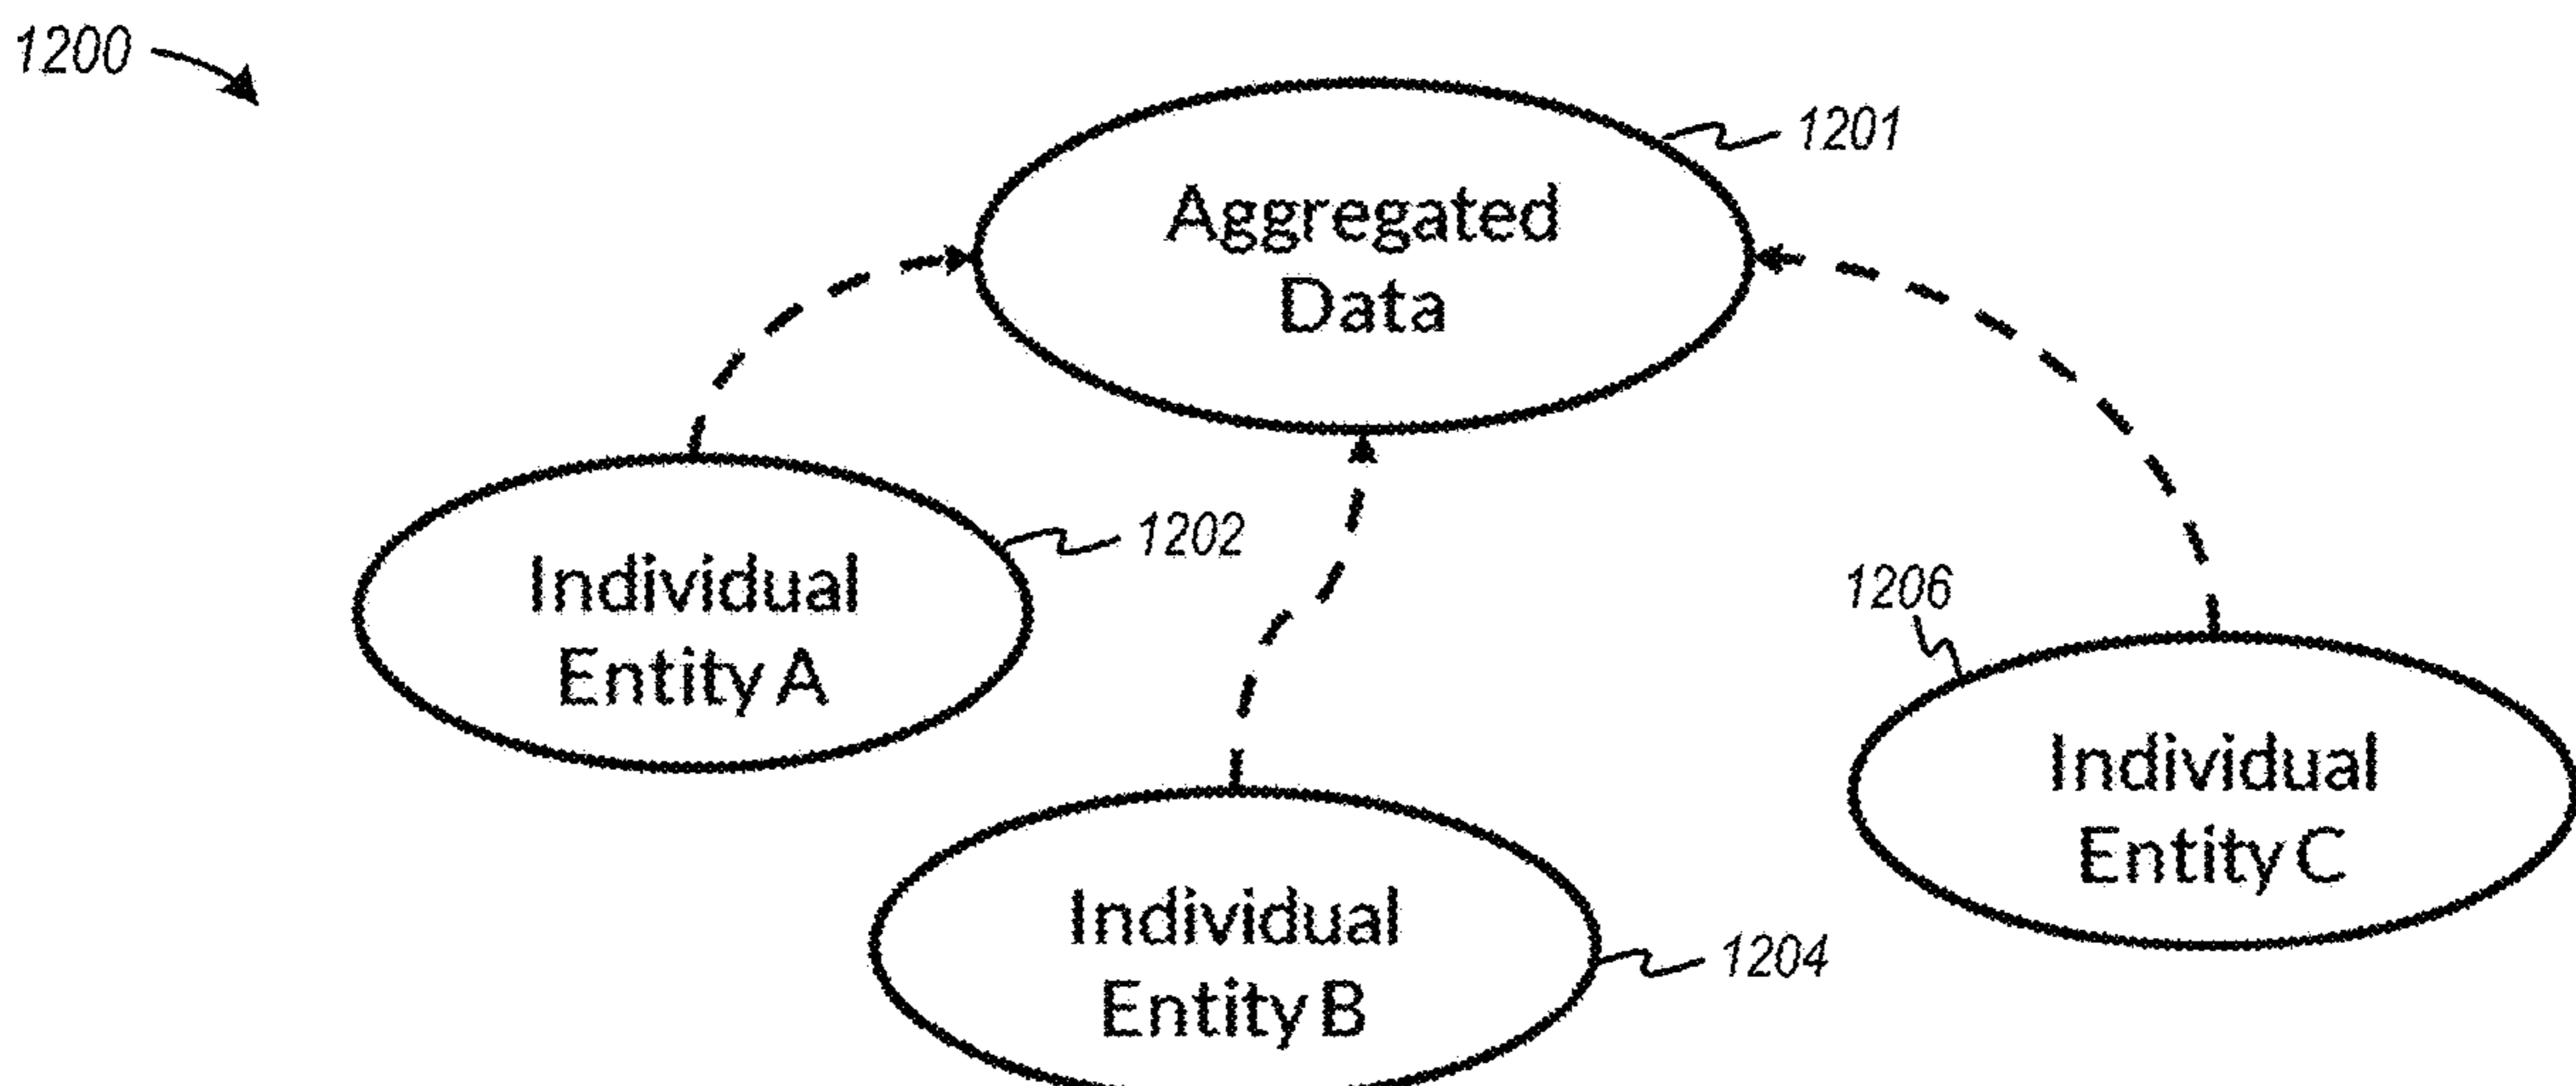 1200
1201
Aggregated
Data
1202
Individual
Entity A
1206
Individual
Entity C
Individual
Entity B
1204